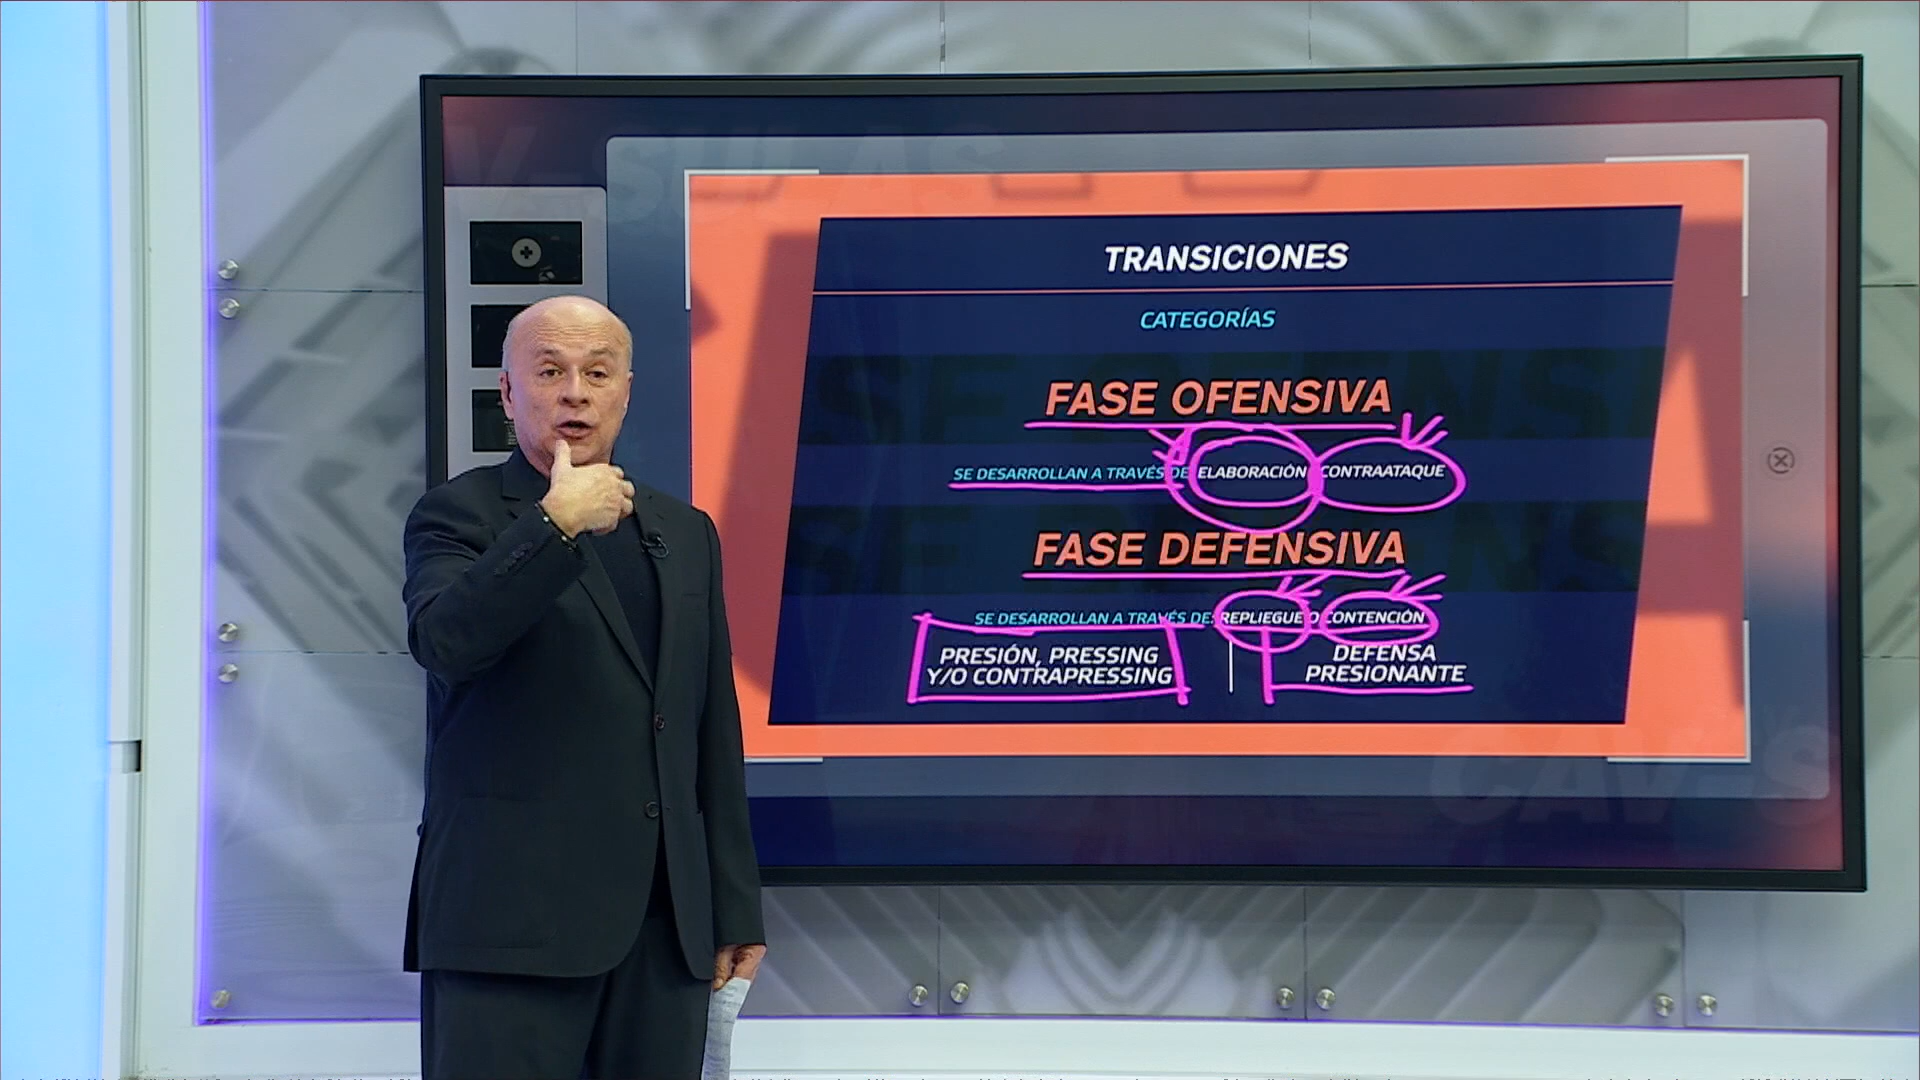 TRANSICIONES
CATEGORÍAS
FASE OFENSIVA
SE DESARROLLAN A TRAVÉS DE ELABORACIÓN CONTRAATAQUE
FASE DEFENSIVA
SE DESARROLLAN A TRAVÉS DE: REPLIEGUE O CONTENCIÓN
PRESIÓN, PRESSING
Y/O CONTRAPRESSING
DEFENSA
PRESIONANTE